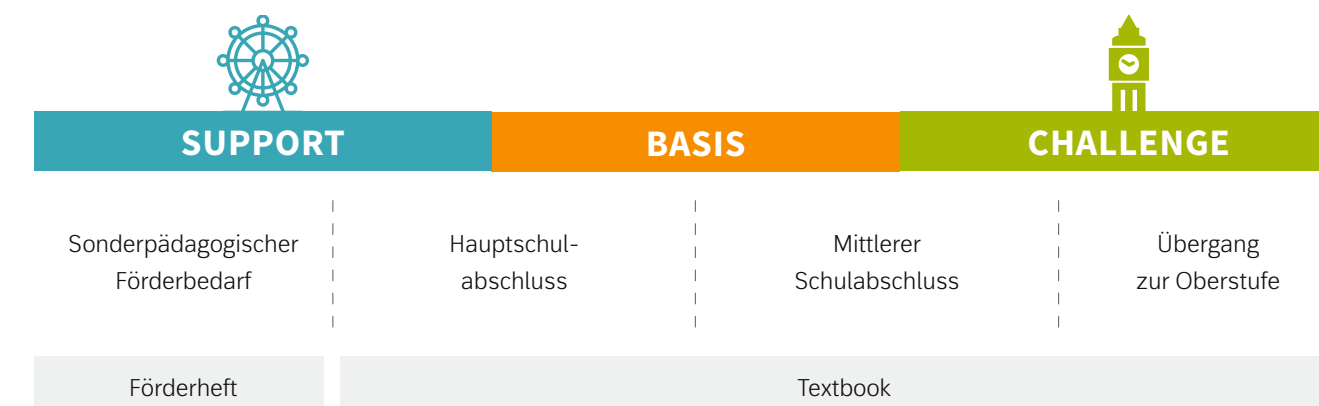 SUPPORT
BASIS
CHALLENGE
Sonderpädagogischer
Förderbedarf
Hauptschul-
abschluss
Mittlerer
Schulabschluss
Übergang
zur Oberstufe
Förderheft
Textbook